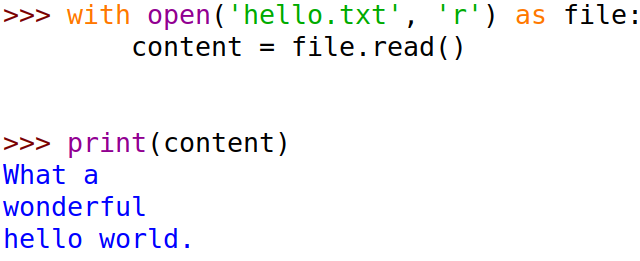 >>> with open('hello.txt', 'r') as file:
        content = file.read()
>>> print(content)
What a
wonderful
hello world.